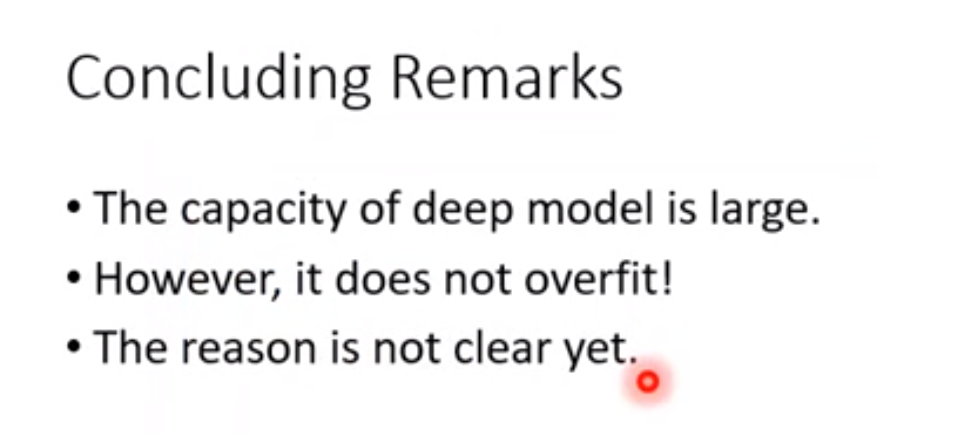 Concluding Remarks
• The capacity of deep model is large.
• However, it does not overfit!
• The reason is not clear yet.